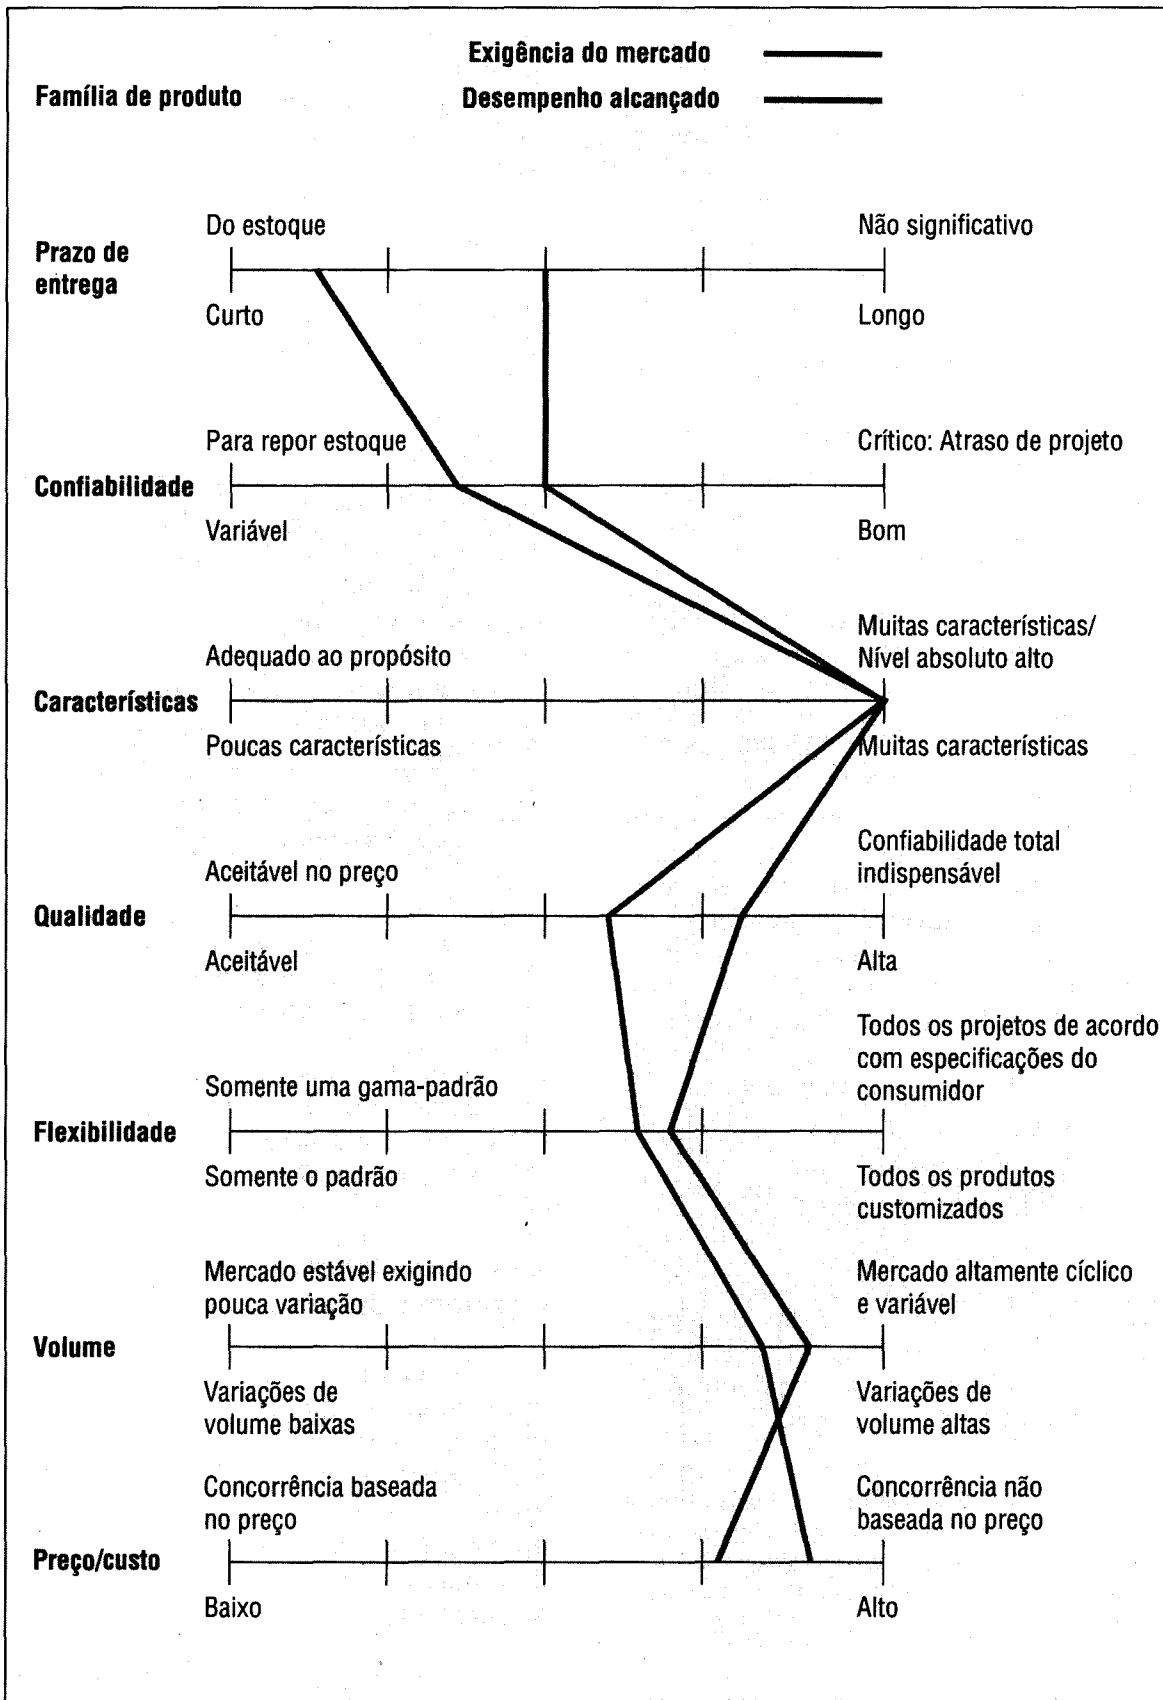 Exigência do mercado
Família de produto
Desempenho alcançado
Do estoque
Não significativo
Prazo de
entrega
Curto
Longo
Para repor estoque
Crítico: Atraso de projeto
Confiabilidade
Variável
Bom
Adequado ao propósito
Muitas características/
Nível absoluto alto
Características
Poucas características
Muitas características
Aceitável no preço
Confiabilidade total
indispensável
Qualidade
Aceitável
Alta
Somente uma gama-padrão
Todos os projetos de acordo
com especificações do
consumidor
Flexibilidade
Somente o padrão
Todos os produtos
customizados
Mercado estável exigindo
pouca variação
Mercado altamente cíclico
e variável
Volume
Variações de
volume baixas
Variações de
volume altas
Concorrência baseada
no preço
Concorrência não
baseada no preço
Preço/custo
Baixo
Alto